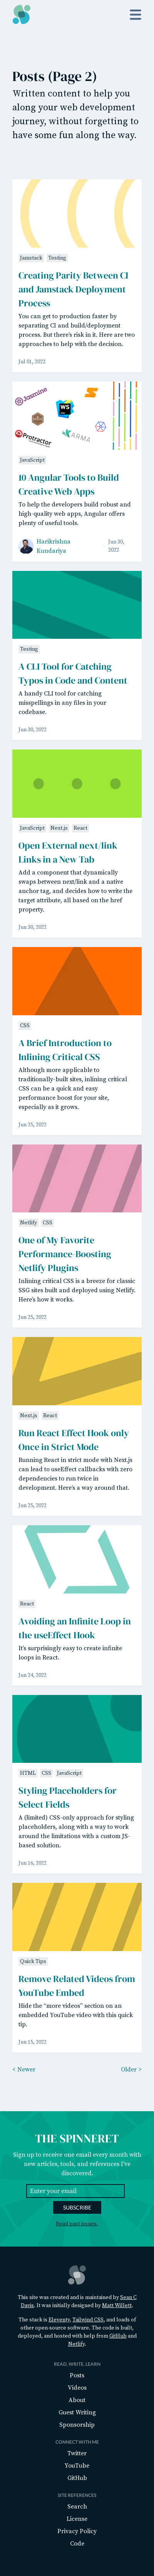 Posts (Page 2)
Written content to help you
along your web development
journey, without forgetting to
have some fun along the way.
Jamstack Testing
Creating Parity Between CI
and Jamstack Deployment
Process
You can get to production faster by
separating CI and build/deployment
process. But there's risk in it. Here are two
approaches to help with the decision.
Jul 01, 2022
Jasmine
WS
Protractor
KARMA
JavaScript
10 Angular Tools to Build
Creative Web Apps
To help the developers build robust and
high-quality web apps, Angular offers
plenty of useful tools.
Harikrishna
Kundariya
Jun 30,
2022
Testing
A CLI Tool for Catching
Typos in Code and Content
A handy CLI tool for catching
misspellings in any files in your
codebase.
Jun 30, 2022
JavaScript Next.js React
Open External next/link
Links in a New Tab
Add a component that dynamically
swaps between next/link and a native
anchor tag, and doesn't have to write the
target attribute, all based on the href
property.
Jun 30, 2022
CSS
A Brief Introduction to
Inlining Critical CSS
Although more applicable to
traditionally-built sites, inlining critical
CSS can be a quick and easy
performance boost for your site,
especially as it grows.
Jun 25, 2022
Netlify CSS
One of My Favorite
Performance-Boosting
Netlify Plugins
Inlining critical CSS is a breeze for classic
SSG sites built and deployed using Netlify.
Here's how it works.
Jun 25, 2022
Next.js React
Run React Effect Hook only
Once in Strict Mode
Running React in strict mode with Next.js
can lead to useEffect callbacks with zero
dependencies to run twice in
development. Here's a way around that.
Jun 25, 2022
React
Avoiding an Infinite Loop in
the useEffect Hook
It's surprisingly easy to create infinite
loops in React.
Jun 24, 2022
HTML CSS JavaScript
Styling Placeholders for
Select Fields
A (limited) CSS-only approach for styling
placeholders, along with a way to work
around the limitations with a custom JS-
based solution.
Jun 16, 2022
Quick Tips
Remove Related Videos from
YouTube Embed
Hide the "more videos" section on an
embedded YouTube video with this quick
tip.
Jun 15, 2022
< Newer
Older >
THE SPINNERET
Sign up to receive one email every month with
new articles, tools, and references I've
discovered.
Enter your email
SUBSCRIBE
Read past issues.
This site was created and is maintained by Sean C
Davis. It was initially designed by Matt Willett.
The stack is Eleventy, Tailwind CSS, and loads of
other open source software. The code is built,
deployed, and hosted with help from GitHub and
Netlify.
READ, WRITE, LEARN
Posts
Videos
About
Guest Writing
Sponsorship
CONNECT WITH ME
Twitter
YouTube
GitHub
SITE REFERENCES
Search
License
Privacy Policy
Code